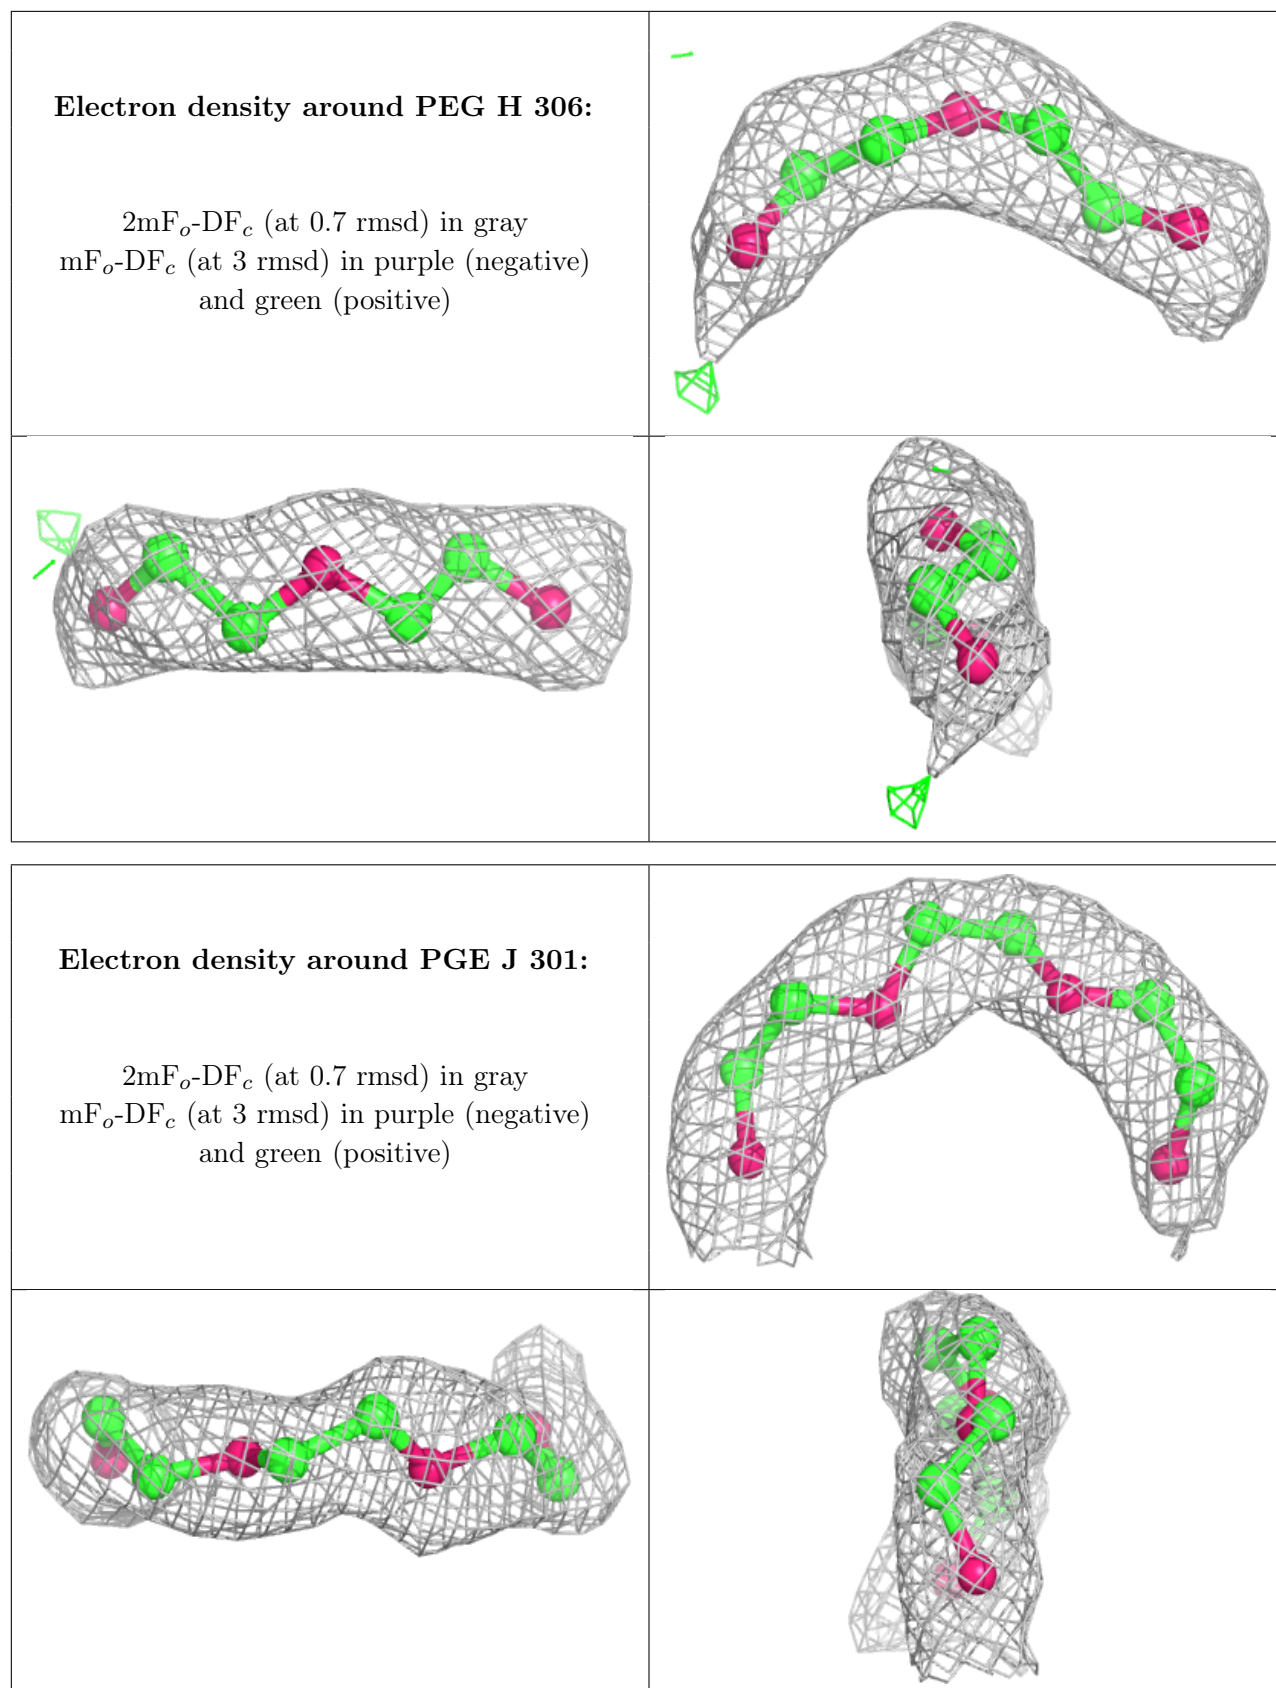 Electron density around PEG H 306:
2mFo-DFc (at 0.7 rmsd) in gray
mFo-DFc (at 3 rmsd) in purple (negative)
and green (positive)
Electron density around PGE J 301:
2mFo-DFc (at 0.7 rmsd) in gray
mFo-DFc (at 3 rmsd) in purple (negative)
and green (positive)